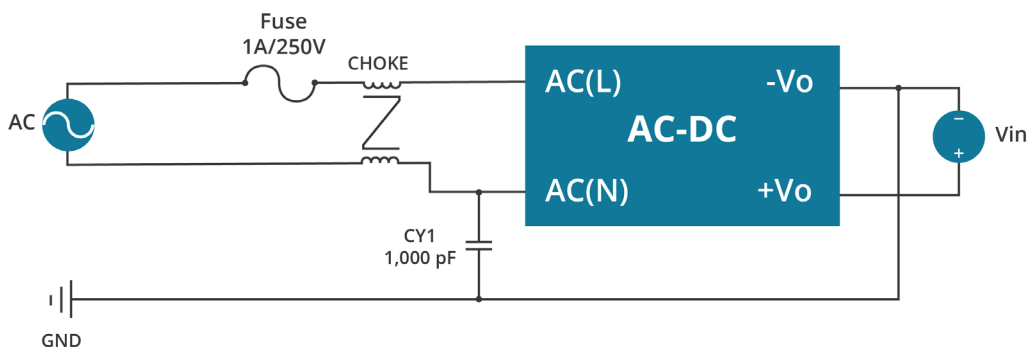 Fuse
1A/250V
CHOKE
AC
AC(L)
-Vo
AC-DC
AC(N)
+Vo
−
+
Vin
CY1
1,000 pF
GND